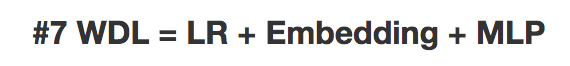 #7 WDL = LR + Embedding + MLP